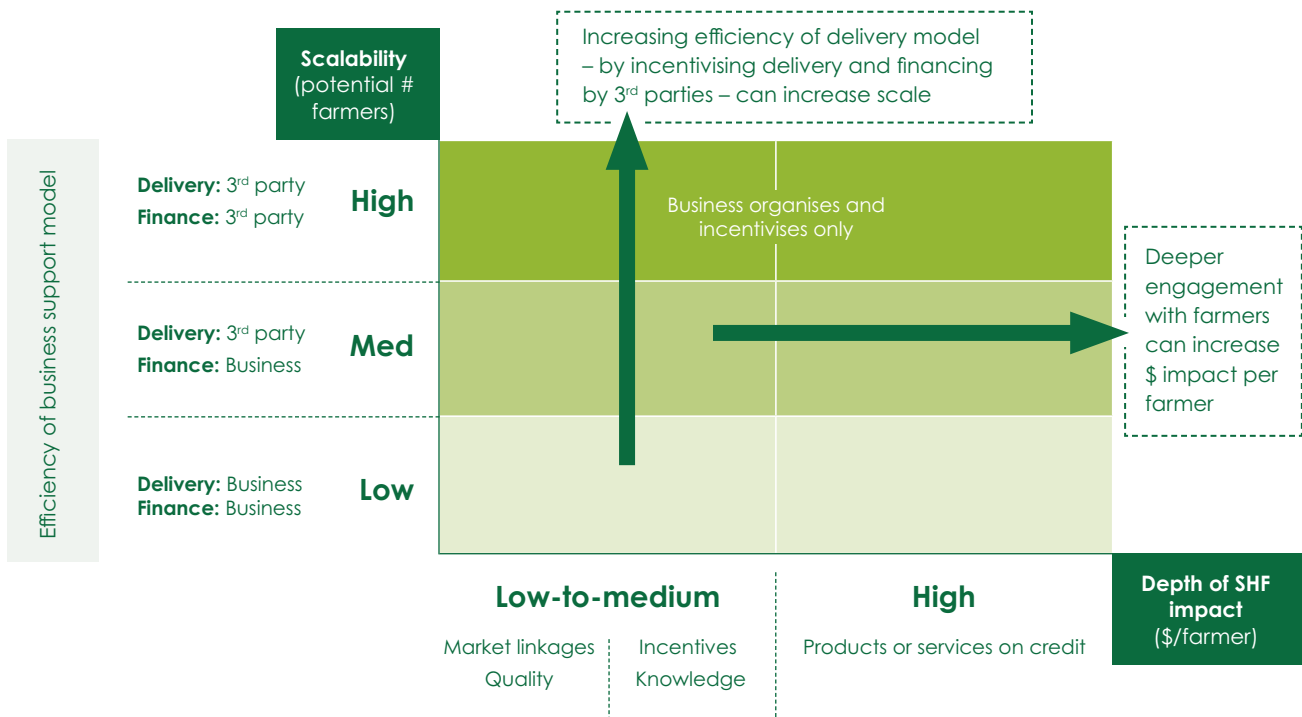 Scalability
(potential #
farmers)
Increasing efficiency of delivery model
– by incentivising delivery and financing
by 3rd parties – can increase scale
Efficiency of business support model
Delivery: 3rd party
Finance: 3rd party
High
Business organises and
incentivises only
Delivery: 3rd party
Finance: Business
Med
Deeper
engagement
with farmers
can increase
$ impact per
farmer
Delivery: Business
Finance: Business
Low
Low-to-medium
High
Market linkages
Quality
Incentives
Knowledge
Products or services on credit
Depth of SHF
impact
($/farmer)